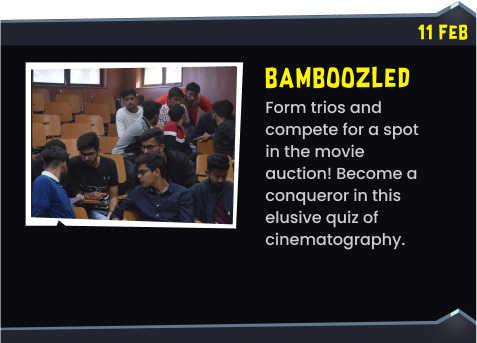 11 FEB
BAMBOOZLED
Form trios and
compete for a spot
in the movie
auction! Become a
conqueror in this
elusive quiz of
cinematography.